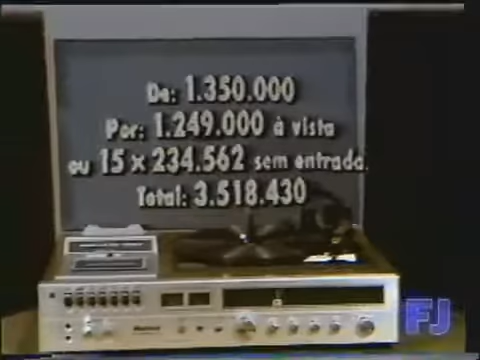 De: 1.350.000
Por: 1.249.000 à vista
ou 15 x 234.562 sem entrada.
Total: 3.518.430
FJ